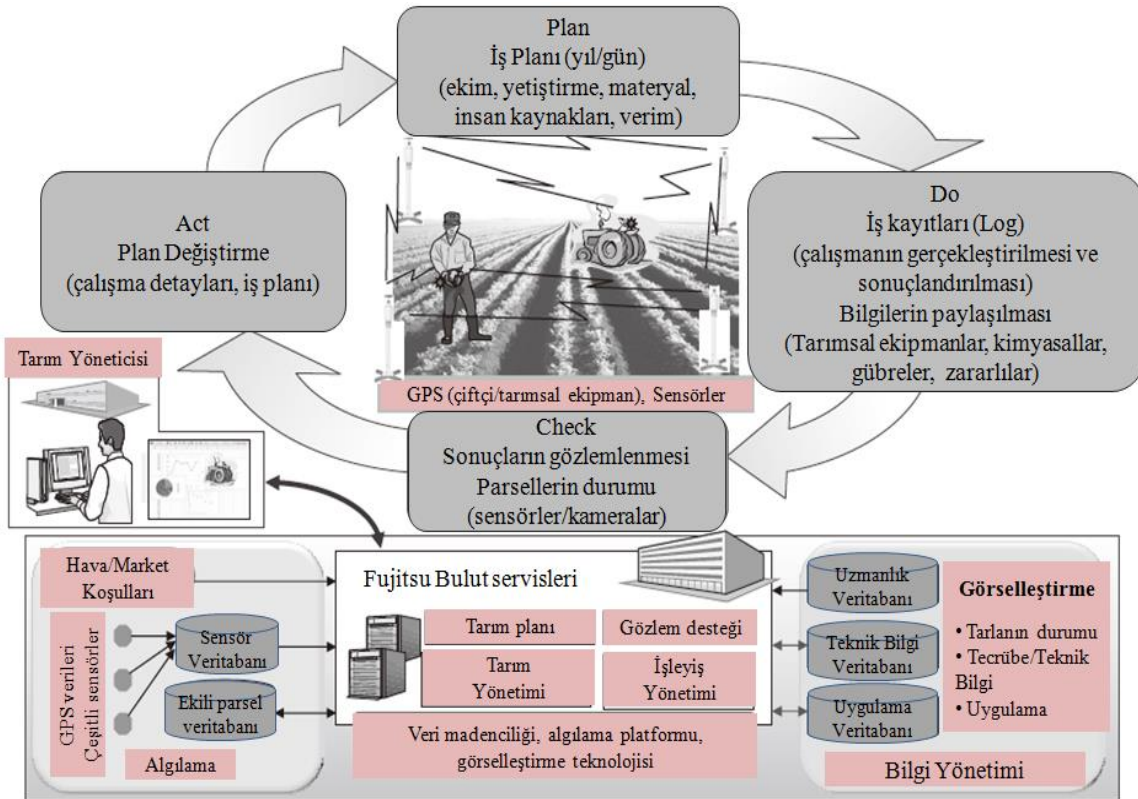 Plan
İş Planı (yıl/gün)
(ekim, yetiştirme, materyal,
insan kaynakları, verim)
Do
İş kayıtları (Log)
(çalışmanın gerçekleştirilmesi ve
sonuçlandırılması)
Bilgilerin paylaşılması
(Tarımsal ekipmanlar, kimyasallar,
gübreler, zararlılar)
Act
Plan Değiştirme
(çalışma detayları, iş planı)
GPS (çiftçi/tarımsal ekipman), Sensörler
Check
Sonuçların gözlemlenmesi
Parsellerin durumu
(sensörler/kameralar)
Tarım Yöneticisi
Hava/Market
Koşulları
GPS verileri
Çeşitli sensörler
Sensör
Veritabanı
Ekili parsel
veritabanı
Algılama
Fujitsu Bulut servisleri
Tarım planı
Gözlem desteği
Tarım
Yönetimi
İşleyiş
Yönetimi
Veri madenciliği, algılama platformu,
görselleştirme teknolojisi
Uzmanlık
Veritabanı
Teknik Bilgi
Veritabanı
Uygulama
Veritabanı
Görselleştirme
• Tarlanın durumu
• Tecrübe/Teknik
Bilgi
• Uygulama
Bilgi Yönetimi